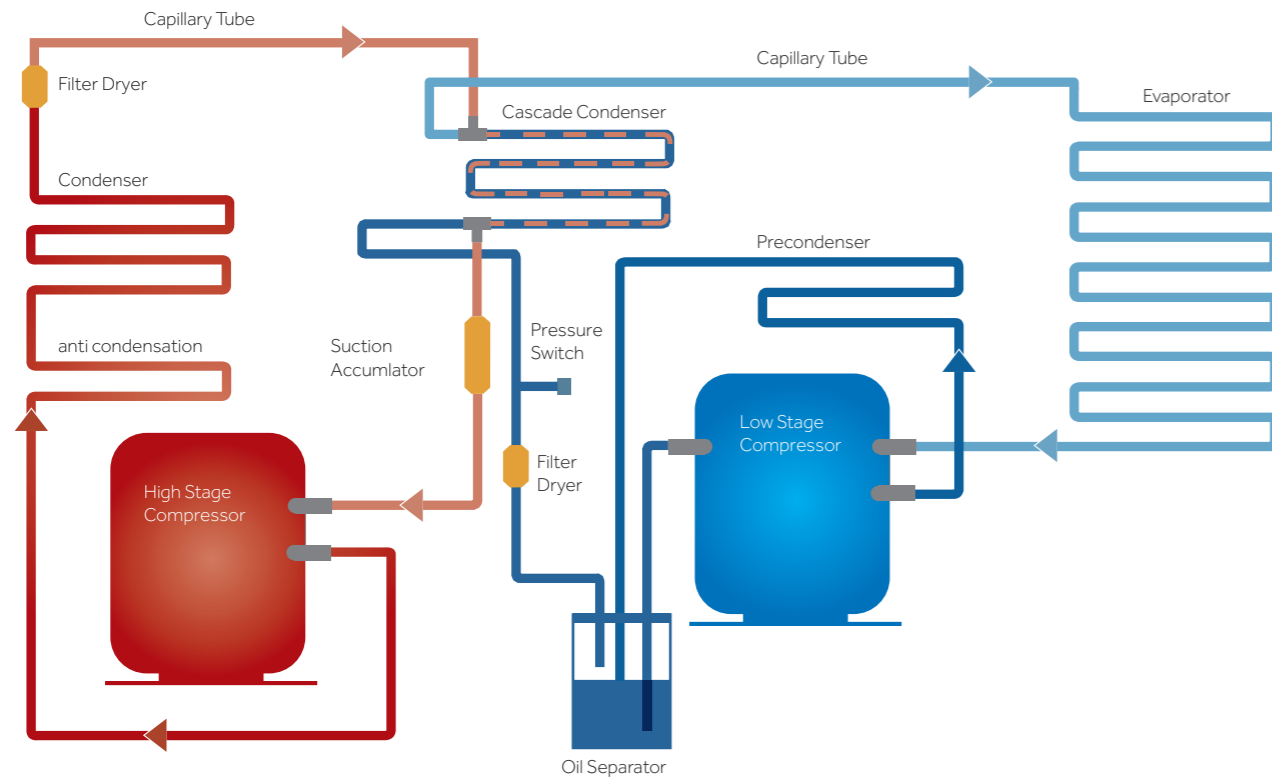 Capillary Tube
Filter Dryer
Capillary Tube
Evaporator
Cascade Condenser
Condenser
Precondenser
anti condensation
Suction
Accumlator
Pressure
Switch
Low Stage
Compressor
Filter
Dryer
High Stage
Compressor
Oil Separator